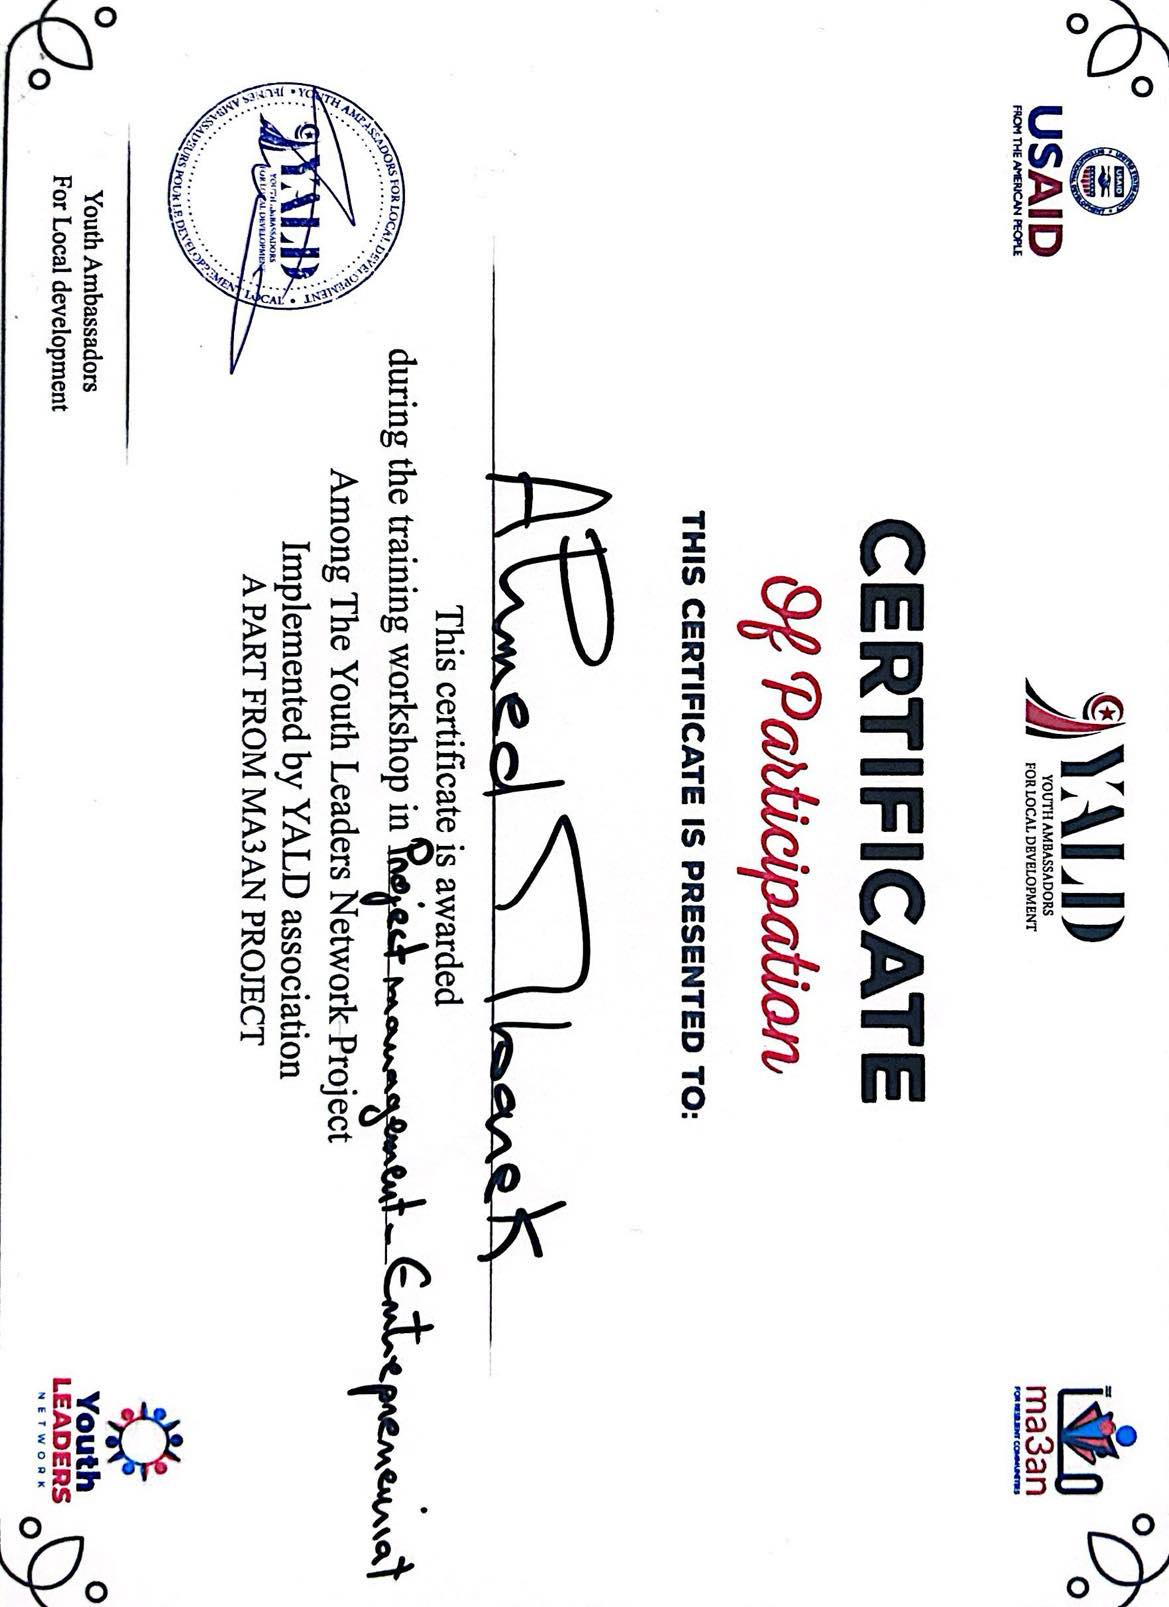 USAID
FROM THE AMERICAN PEOPLE
YALD
YOUTH AMBASSADORS
FOR LOCAL DEVELOPMENT
ma3an
FOR RESILIENT COMMUNITIES
CERTIFICATE
Of Participation
THIS CERTIFICATE IS PRESENTED TO:
Ahmed Mbarek
This certificate is awarded
during the training workshop in Project management - Entrepreneuriat
Among The Youth Leaders Network Project
Implemented by YALD association
A PART FROM MA3AN PROJECT
YOUTH AMBASSADORS FOR LOCAL DEVELOPMENT
YALD
YOUTH AMBASSADORS
FOR LOCAL DEVELOPMENT
JEUNES AMBASSADEURS POUR LE DEVELOPPEMENT LOCAL
Youth Ambassadors
For Local development
Youth
LEADERS
NETWORK